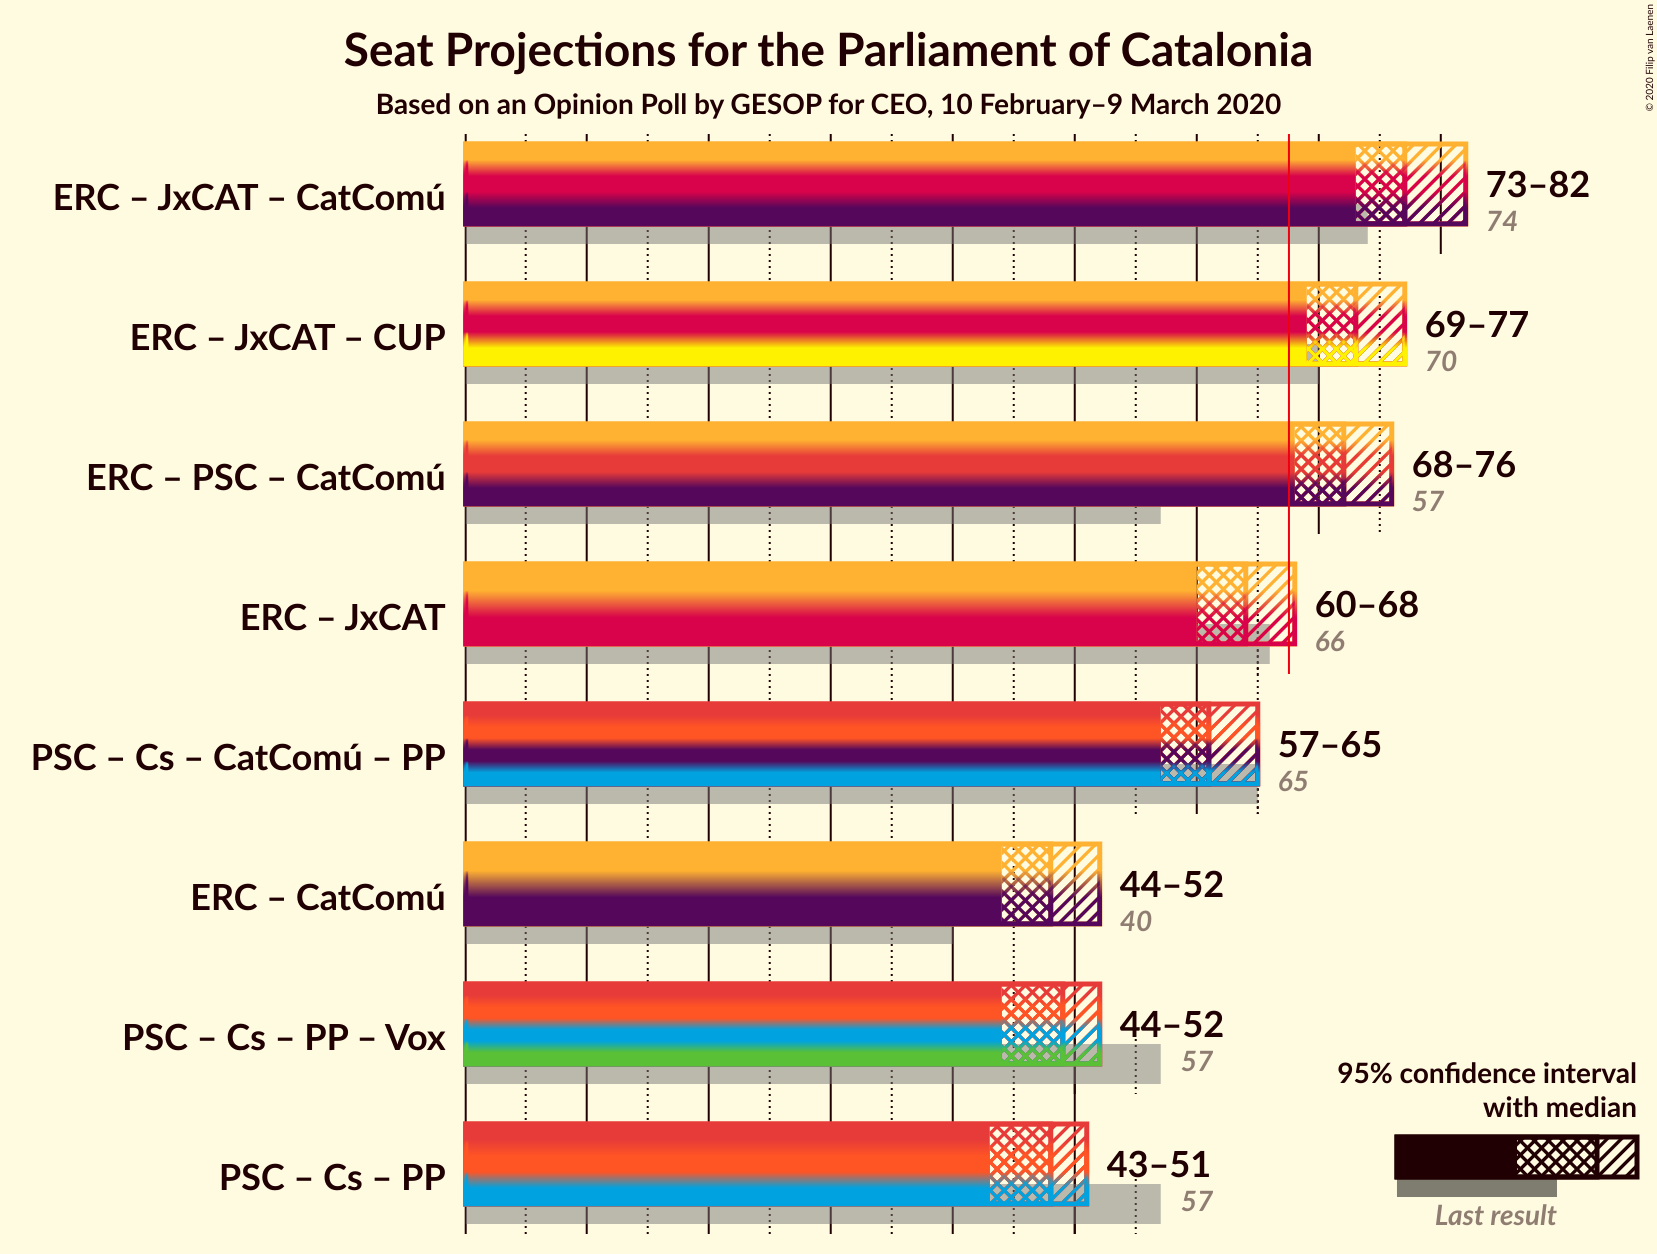 Seat Projections for the Parliament of Catalonia
Based on an Opinion Poll by GESOP for CEO, 10 February–9 March 2020
© 2020 Filip van Laenen
ERC – JxCAT – CatComú
73–82
74
ERC – JxCAT – CUP
69–77
70
ERC – PSC – CatComú
68–76
57
ERC – JxCAT
60–68
66
PSC – Cs – CatComú – PP
57–65
65
ERC – CatComú
44–52
40
PSC – Cs – PP – Vox
44–52
57
PSC – Cs – PP
43–51
57
95% confidence interval
with median
Last result